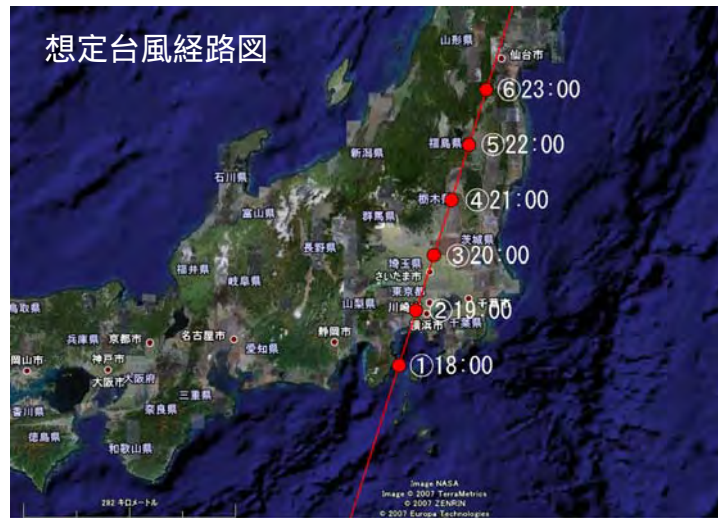 想定台風経路図
山形県
仙台市
⑥23:00
福島県
⑤22:00
新潟県
石川県
栃木県
④21:00
富山県
群馬県
茨城県
③20:00
長野県
埼玉県
さいたま市
福井県
岐阜県
東京都
山梨県
川崎
②19:00
千葉市
横浜市
千葉県
鳥取県
兵庫県
京都市
名古屋市
愛知県
静岡市
岡山市
神戸市
大阪市
大阪府
①18:00
三重県
香川県
奈良県
徳島県
和歌山県
292 キロメートル
Image NASA
Image © 2007 TerraMetrics
© 2007 ZENRIN
© 2007 Europa Technologies